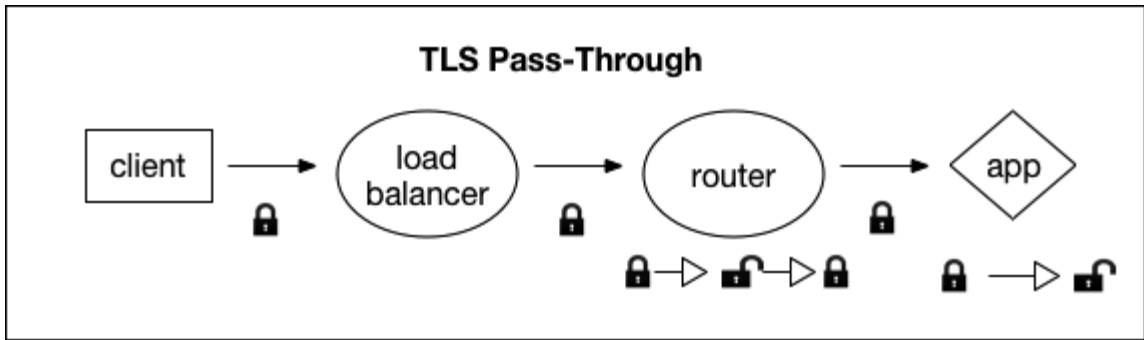 TLS Pass-Through
client
load
balancer
router
app